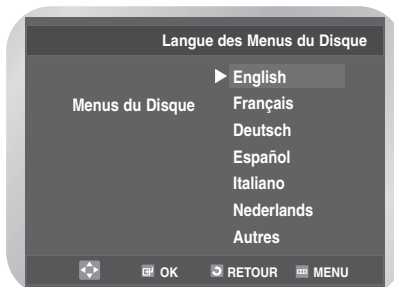 Langue des Menus du Disque
English
Menus du Disque
Français
Deutsch
Español
Italiano
Nederlands
Autres
OK RETOUR MENU